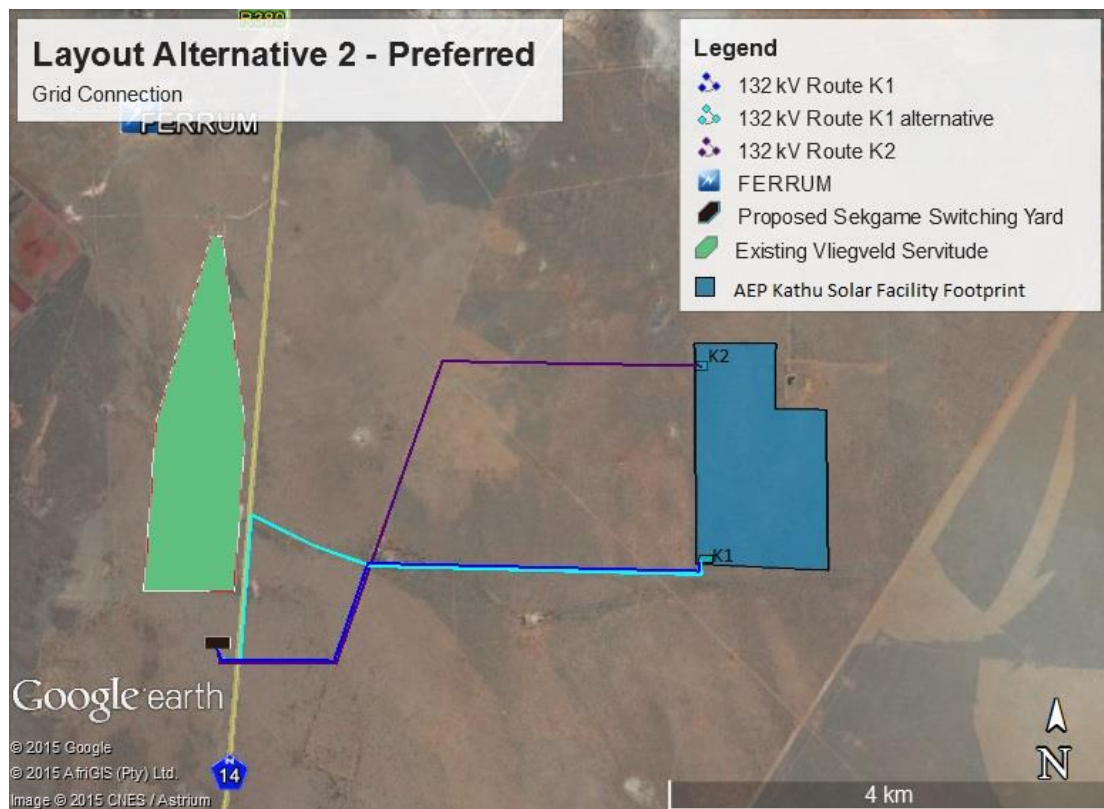 R380
Layout Alternative 2 - Preferred
Grid Connection
FERRUM
Legend
132 kV Route K1
132 kV Route K1 alternative
132 kV Route K2
FERRUM
Proposed Sekgame Switching Yard
Existing Vliegveld Servitude
AEP Kathu Solar Facility Footprint
K2
K1
Google earth
© 2015 Google
© 2015 AfriGIS (Pty) Ltd.
Image © 2015 CNES / Astrium
N
14
4 km
N